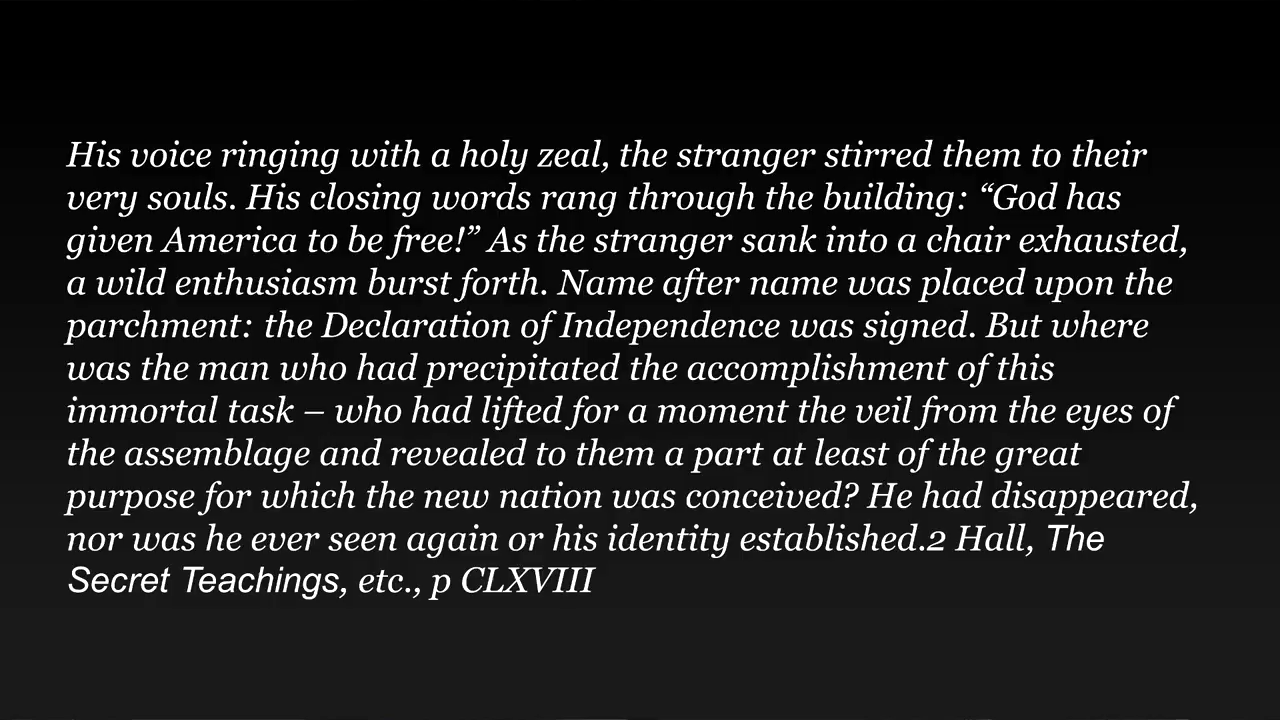 His voice ringing with a holy zeal, the stranger stirred them to their
very souls. His closing words rang through the building: “God has
given America to be free!” As the stranger sank into a chair exhausted,
a wild enthusiasm burst forth. Name after name was placed upon the
parchment: the Declaration of Independence was signed. But where
was the man who had precipitated the accomplishment of this
immortal task – who had lifted for a moment the veil from the eyes of
the assemblage and revealed to them a part at least of the great
purpose for which the new nation was conceived? He had disappeared,
nor was he ever seen again or his identity established.2 Hall, The
Secret Teachings, etc., p CLXVIII